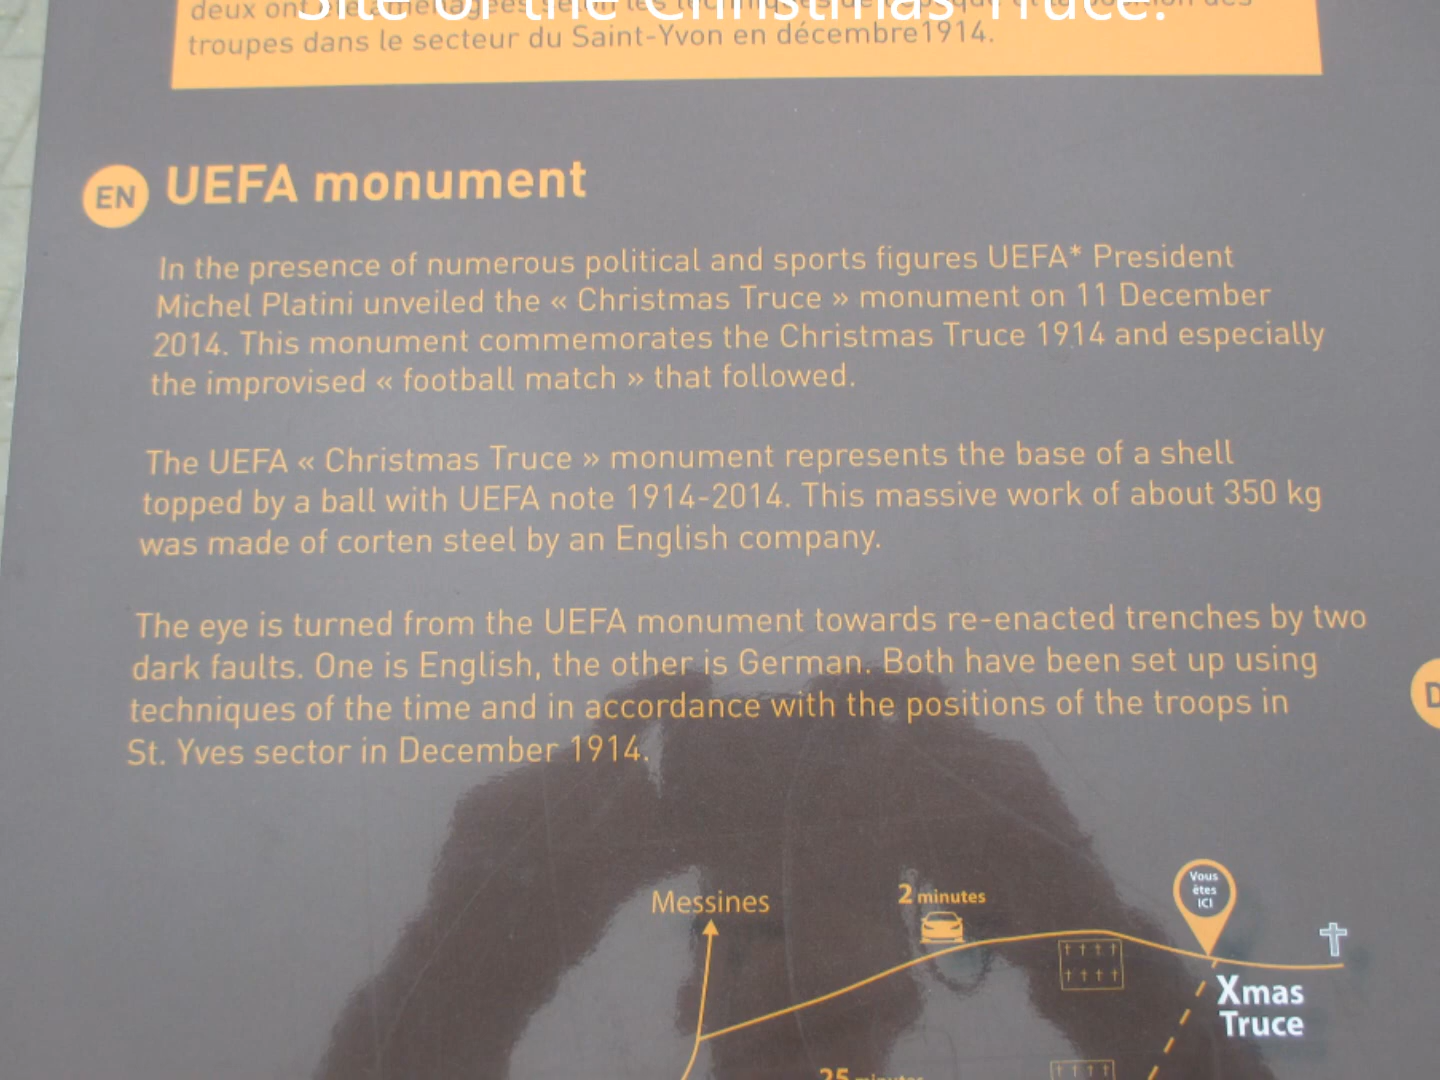 Site of the Christmas Truce.
troupes dans le secteur du Saint-Yvon en décembre1914.
EN UEFA monument
In the presence of numerous political and sports figures UEFA* President
Michel Platini unveiled the « Christmas Truce » monument on 11 December
2014. This monument commemorates the Christmas Truce 1914 and especially
the improvised « football match » that followed.
The UEFA « Christmas Truce » monument represents the base of a shell
topped by a ball with UEFA note 1914-2014. This massive work of about 350 kg
was made of corten steel by an English company.
The eye is turned from the UEFA monument towards re-enacted trenches by two
dark faults. One is English, the other is German. Both have been set up using
techniques of the time and in accordance with the positions of the troops in
St. Yves sector in December 1914.
D
Messines
2 minutes
Vous
êtes
ICI
Xmas
Truce
25 minutes